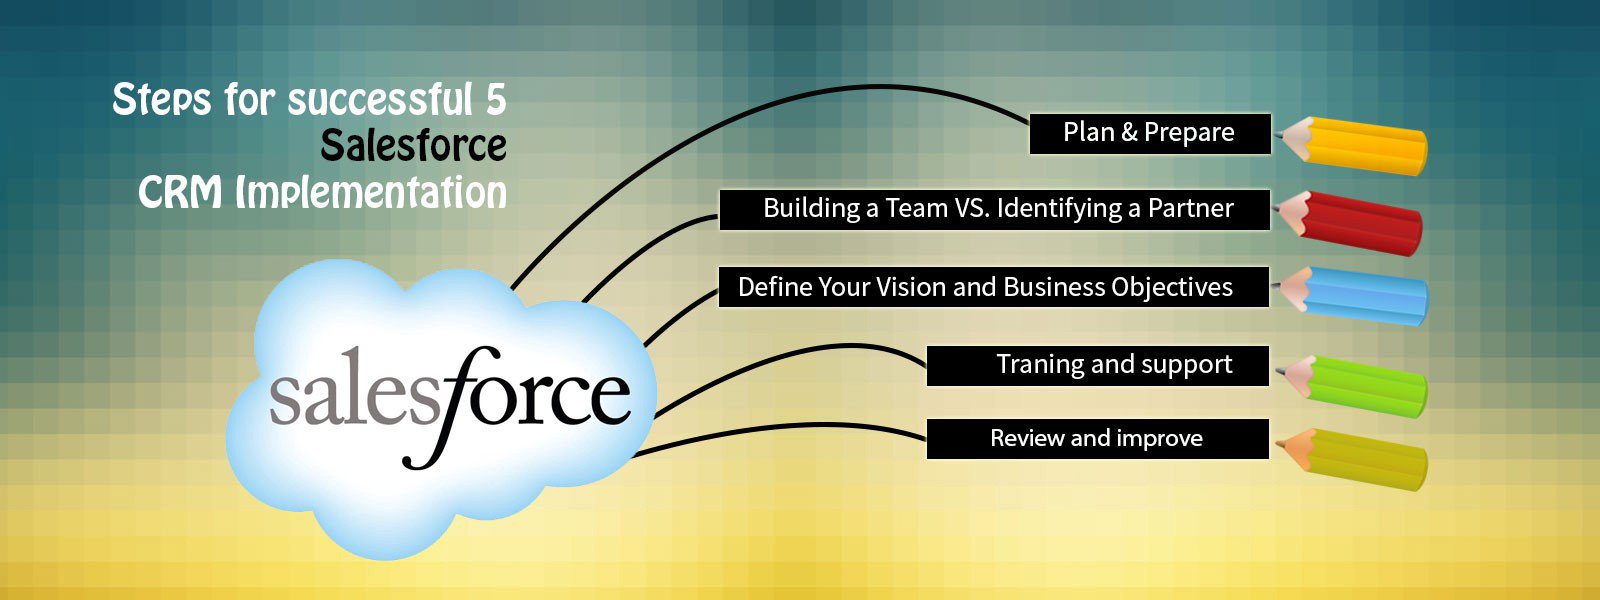 Steps for successful 5
Salesforce
CRM Implementation
salesforce
Plan & Prepare
Building a Team VS. Identifying a Partner
Define Your Vision and Business Objectives
Traning and support
Review and improve